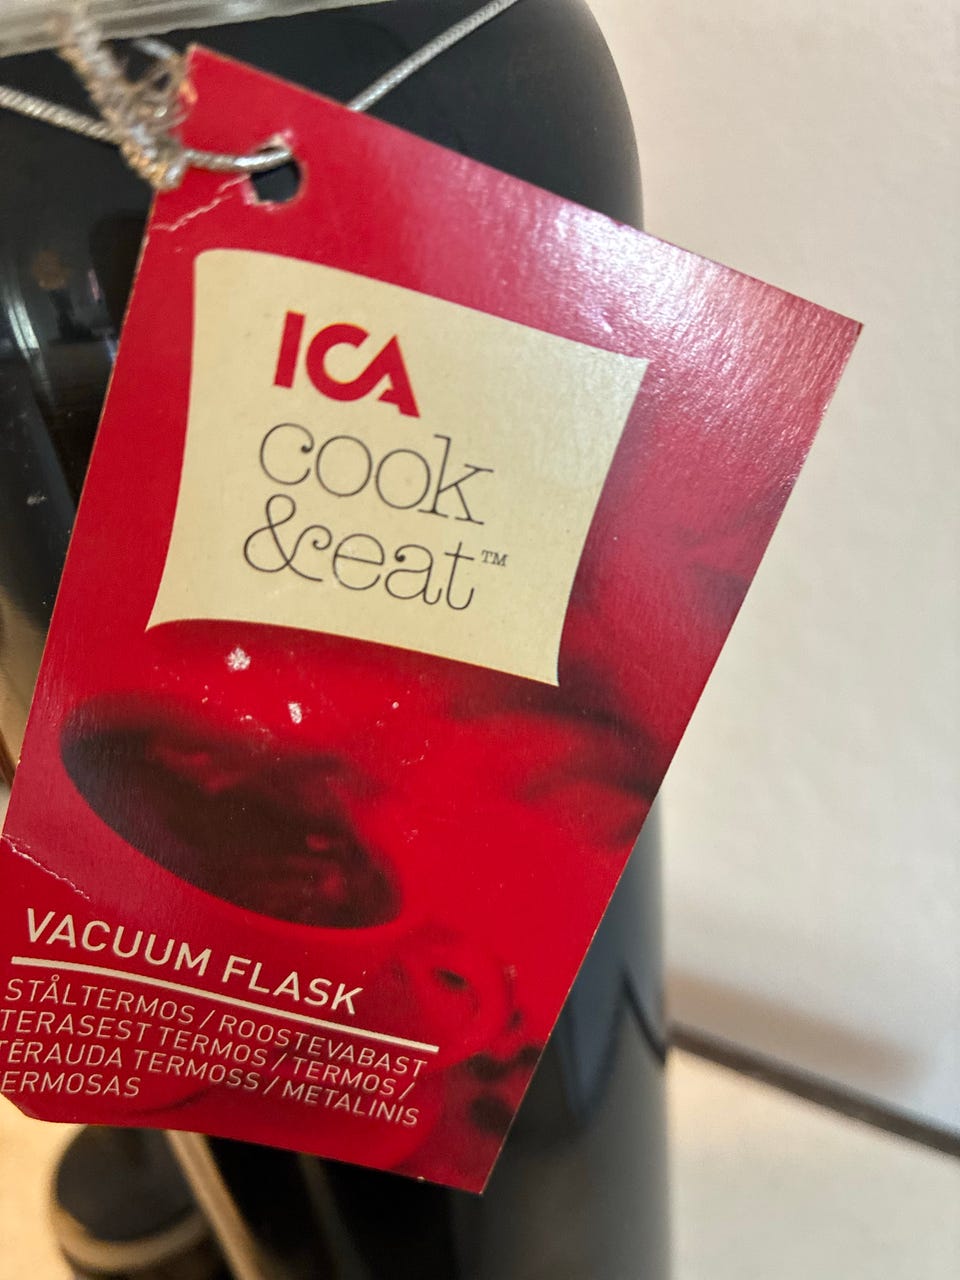 ICA
cook
&eat™
VACUUM FLASK
STÅLTERMOS / ROOSTEVABAST
TERASEST TERMOS / TERMOS /
TĒRAUDA TERMOSS / METALINIS
TERMOSAS